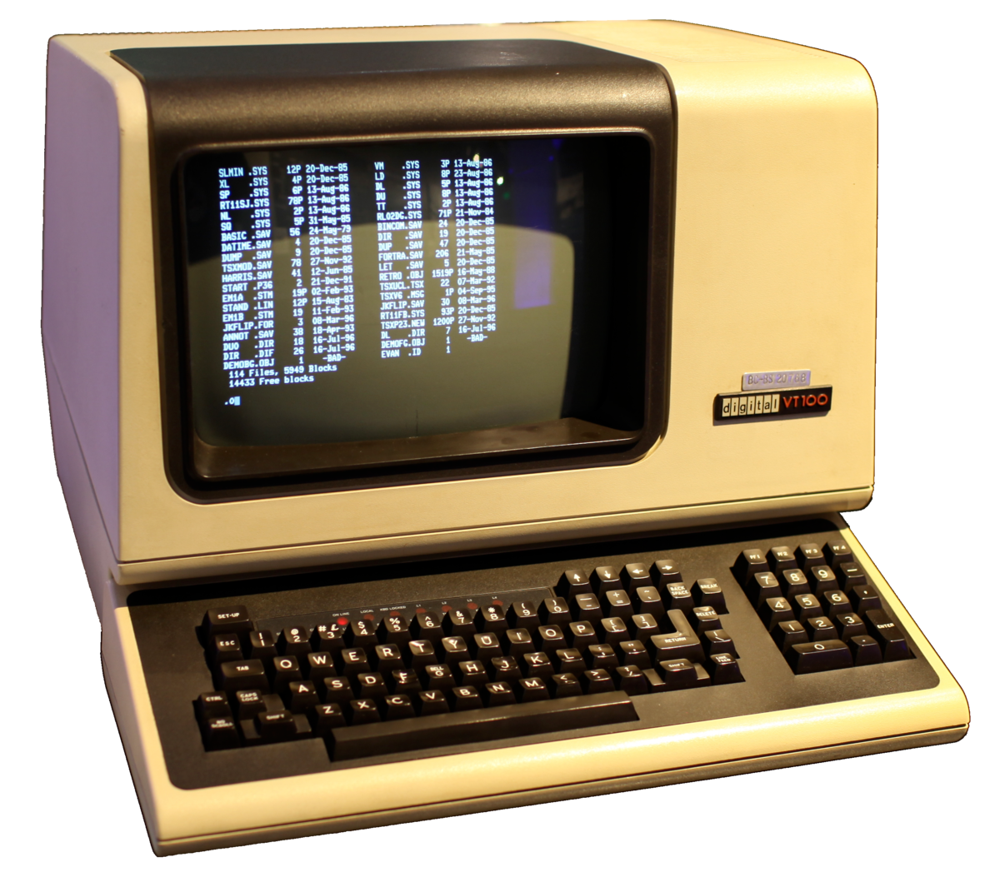 SLMIN .SYS 12P 20-Dec-85 VM .SYS 3P 13-Aug-86
XL .SYS 4P 20-Dec-85 LD .SYS 8P 23-Aug-86
SP .SYS 6P 13-Aug-86 DL .SYS 5P 13-Aug-86
RT11SJ.SYS 78P 13-Aug-86 DU .SYS 8P 13-Aug-86
NL .SYS 2P 13-Aug-86 TT .SYS 2P 13-Aug-86
SQ .SYS 5P 31-May-85 RL02DG.SYS 71P 21-Nov-84
BASIC .SAV 56 24-May-79 BINCOM.SAV 24 20-Dec-85
DATIME.SAV 4 20-Dec-85 DIR .SAV 19 20-Dec-85
DUMP .SAV 9 20-Dec-85 DUP .SAV 47 20-Dec-85
TSXMOD.SAV 78 27-Nov-92 FORTRA.SAV 206 21-May-85
HARRIS.SAV 41 12-Jun-85 LET .SAV 5 20-Dec-85
START .P36 2 21-Dec-91 RETRO .OBJ 1519P 16-May-88
EM1A .STM 19P 02-Feb-93 TSXUCL.TSX 22 07-Mar-92
STAND .LIN 12P 15-Aug-83 TSXV6 .MSG 1P 04-Sep-95
EM1B .STM 19 11-Feb-93 JKFLIP.SAV 30 08-Mar-96
JKFLIP.FOR 3 08-Mar-96 RT11FB.SYS 93P 20-Dec-85
ANNOT .SAV 38 18-Apr-93 TSXP23.NEW 1200P 27-Nov-92
DUO .DIR 18 16-Jul-96 DL .DIR 7 16-Jul-96
DIR .DIF 26 16-Jul-96 DEMOFG.OBJ 1 -BAD-
DEMOBG.OBJ 1 -BAD- EVAN .ID 1
114 Files, 5949 Blocks
14433 Free blocks
.O
digital VT100
PF1 PF2 PF3 PF4
SET-UP
ON LINE LOCAL KBD LOCKED L1 L2 L3 L4
↑ ↓ ← →
ESC ! 1 @ 2 # £ 3 $ 4 % 5 6 & 7 * 8 ( 9 ) 0 — + = ~ BACK SPACE BREAK
7 8 9 -
TAB Q W E R T Y U I O P { [ } ] DELETE
4 5 6 ,
CTRL CAPS LOCK A S D F BELL G H J K L RETURN
1 2 3 ENTER
SHIFT Z X C V B N M SHIFT
0